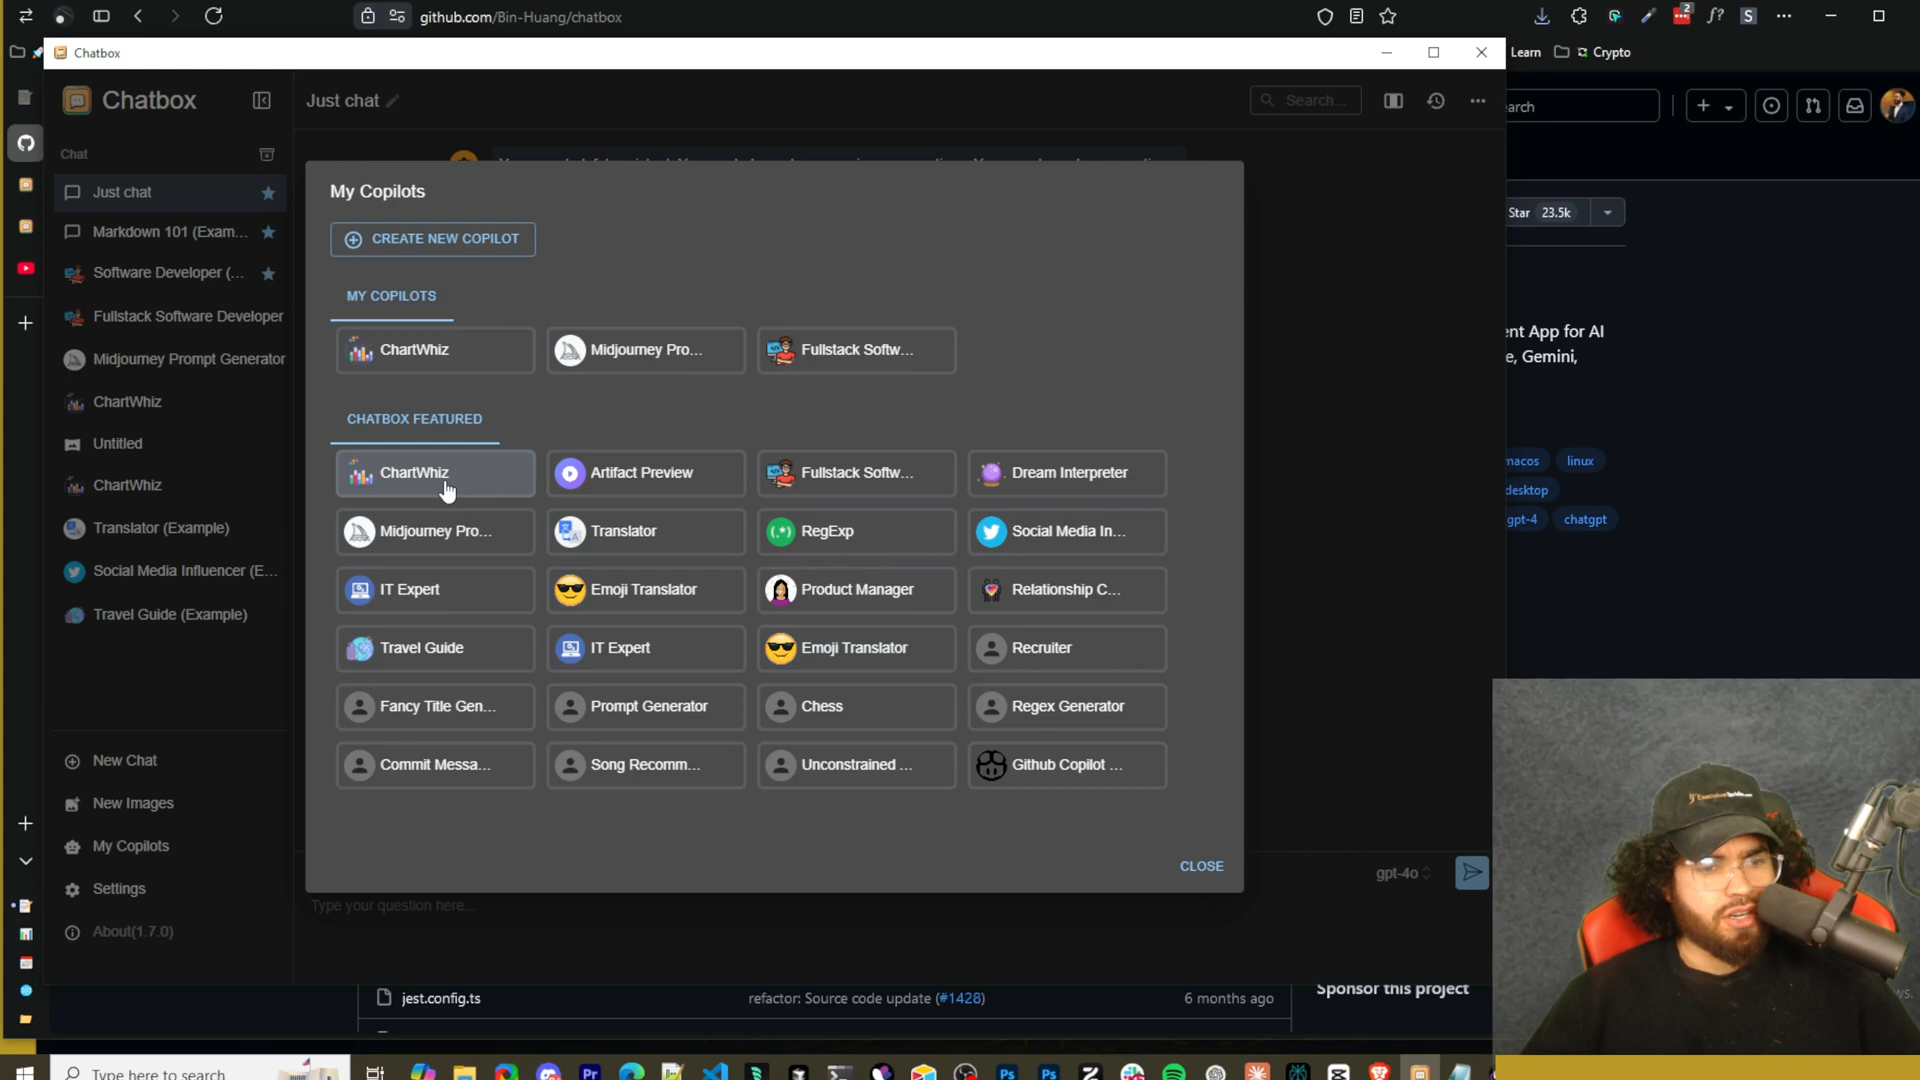 github.com/Bin-Huang/chatbox
2
S
Chatbox
Learn
Crypto
Chatbox
Just chat
Search...
earch
Chat
Just chat
Markdown 101 (Exam...
Software Developer (...
Fullstack Software Developer
Midjourney Prompt Generator
ChartWhiz
Untitled
ChartWhiz
Translator (Example)
Social Media Influencer (E...
Travel Guide (Example)
New Chat
New Images
My Copilots
Settings
About(1.7.0)
My Copilots
CREATE NEW COPILOT
MY COPILOTS
ChartWhiz
Midjourney Pro...
Fullstack Softw...
CHATBOX FEATURED
ChartWhiz
Artifact Preview
Fullstack Softw...
Dream Interpreter
Midjourney Pro...
Translator
RegExp
Social Media In...
IT Expert
Emoji Translator
Product Manager
Relationship C...
Travel Guide
IT Expert
Emoji Translator
Recruiter
Fancy Title Gen...
Prompt Generator
Chess
Regex Generator
Commit Messa...
Song Recomm...
Unconstrained ...
Github Copilot ...
CLOSE
gpt-4o
Type your question here...
Star 23.5k
ent App for AI
e, Gemini,
macos
linux
desktop
gpt-4
chatgpt
jest.config.ts
refactor: Source code update (#1428)
6 months ago
Sponsor this project
Type here to search